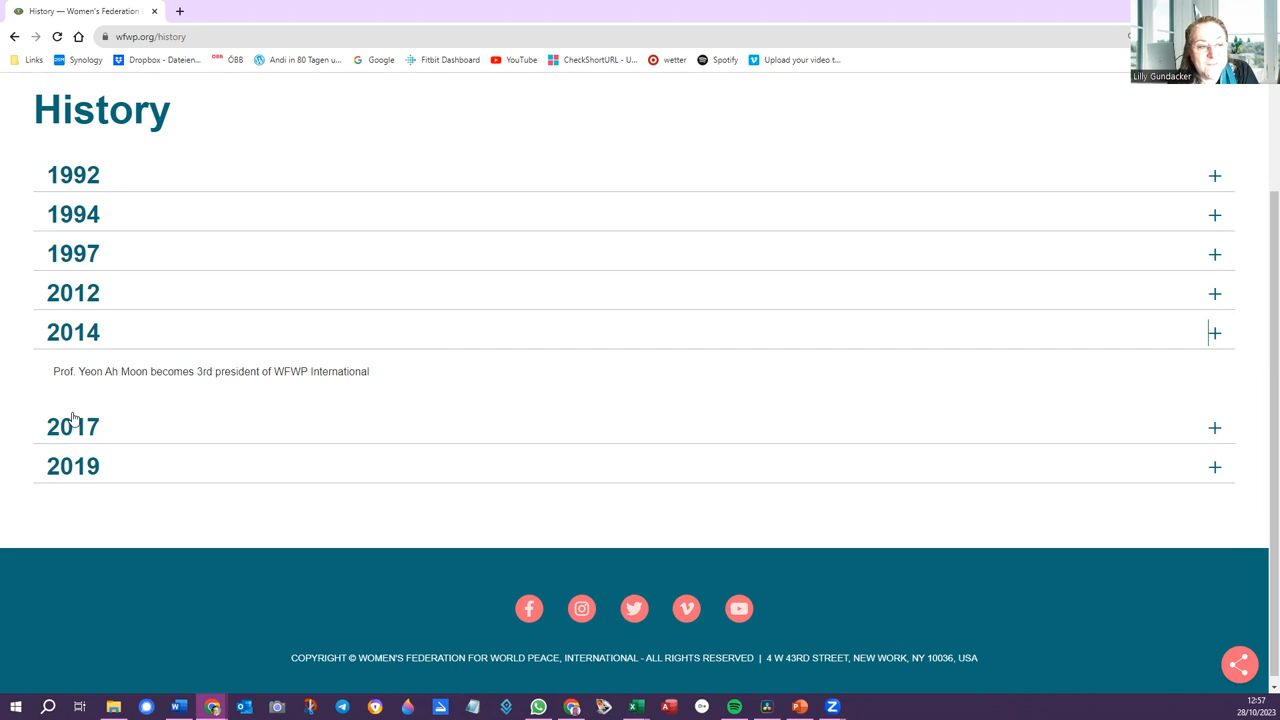 History — Women's Federation
wfwp.org/history
Links
Synology
Dropbox - Dateien...
ÖBB
ÖBB
Andi in 80 Tagen u...
Google
Fitbit Dashboard
YouTube
CheckShortURL - U...
wetter
Spotify
Upload your video t...
Lilly Gundacker
History
1992
1994
1997
2012
2014
Prof. Yeon Ah Moon becomes 3rd president of WFWP International
2017
2019
COPYRIGHT © WOMEN'S FEDERATION FOR WORLD PEACE, INTERNATIONAL - ALL RIGHTS RESERVED | 4 W 43RD STREET, NEW WORK, NY 10036, USA
12:57
28/10/2023